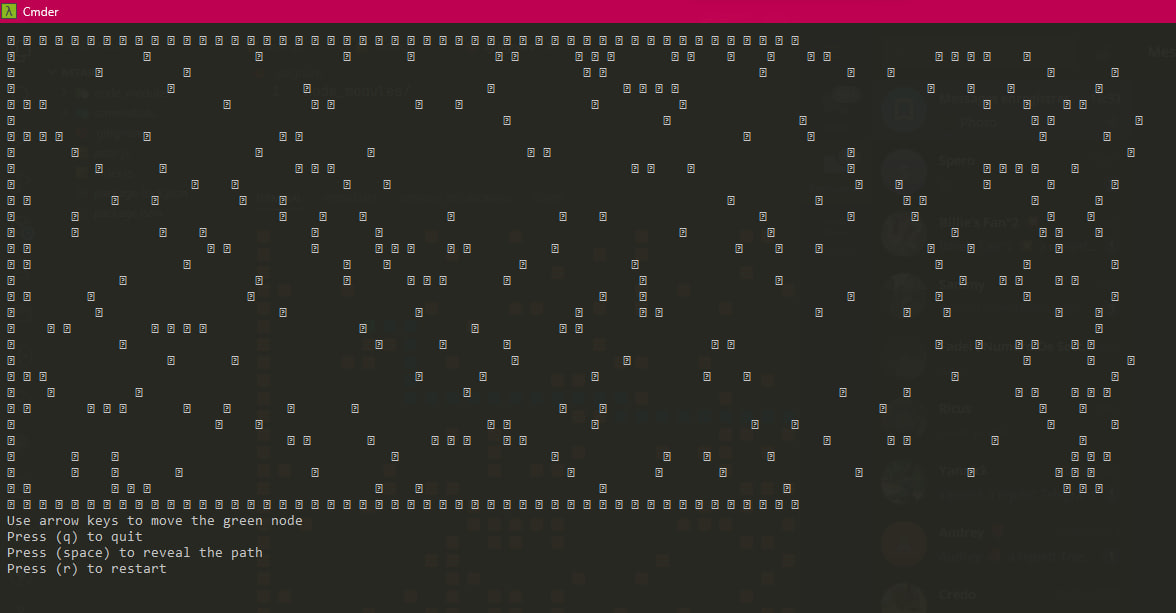 λ Cmder
Use arrow keys to move the green node
Press (q) to quit
Press (space) to reveal the path
Press (r) to restart